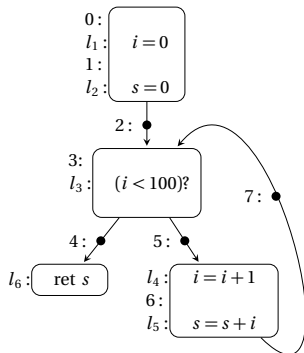 0:
l₁ i = 0
1:
l₂ s = 0
2:
3:
l₃ (i < 100)?
7:
4: 5:
l₆: ret s
l₄ i = i + 1
6:
l₅ s = s + i